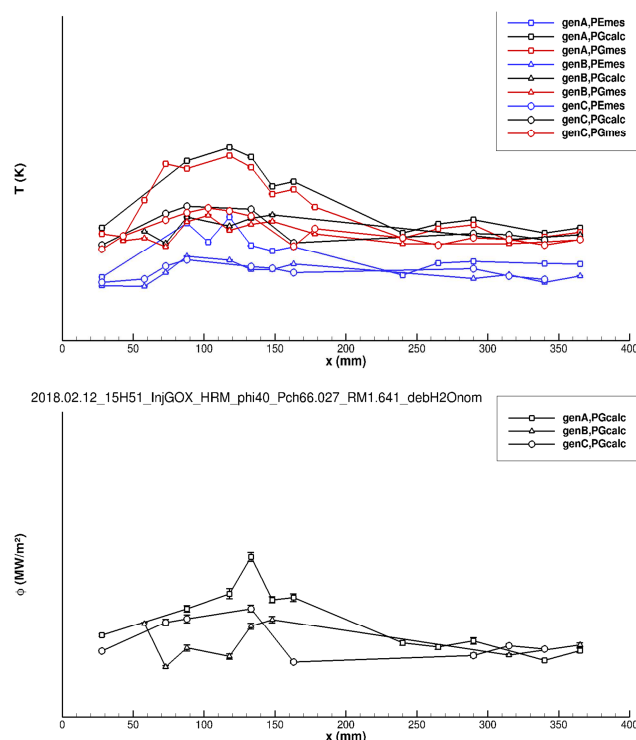 genA,PEmes
genA,PGcalc
genA,PGmes
genB,PEmes
genB,PGcalc
genB,PGmes
genC,PEmes
genC,PGcalc
genC,PGmes
T (K)
0 50 100 150 200 250 300 350 400
x (mm)
2018.02.12_15H51_InjGOX_HRM_phi40_Pch66.027_RM1.641_debH2Onom
genA,PGcalc
genB,PGcalc
genC,PGcalc
ϕ (MW/m²)
0 50 100 150 200 250 300 350 400
x (mm)